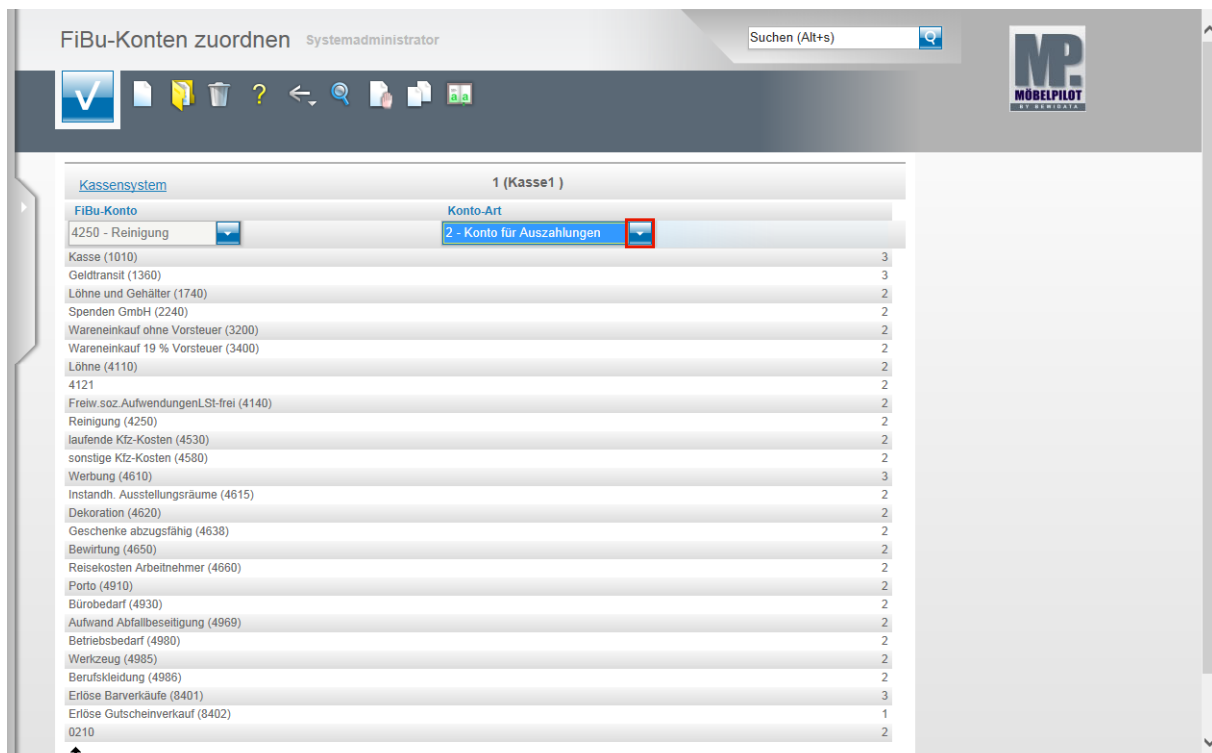 FiBu-Konten zuordnen Systemadministrator Suchen (Alt+s)
MP.
MÖBELPILOT
BY BEWIDATA
?
a a
Kassensystem 1 (Kasse1 )
FiBu-Konto Konto-Art
4250 - Reinigung 2 - Konto für Auszahlungen
Kasse (1010) 3
Geldtransit (1360) 3
Löhne und Gehälter (1740) 2
Spenden GmbH (2240) 2
Wareneinkauf ohne Vorsteuer (3200) 2
Wareneinkauf 19 % Vorsteuer (3400) 2
Löhne (4110) 2
4121 2
Freiw.soz.AufwendungenLSt-frei (4140) 2
Reinigung (4250) 2
laufende Kfz-Kosten (4530) 2
sonstige Kfz-Kosten (4580) 2
Werbung (4610) 3
Instandh. Ausstellungsräume (4615) 2
Dekoration (4620) 2
Geschenke abzugsfähig (4638) 2
Bewirtung (4650) 2
Reisekosten Arbeitnehmer (4660) 2
Porto (4910) 2
Bürobedarf (4930) 2
Aufwand Abfallbeseitigung (4969) 2
Betriebsbedarf (4980) 2
Werkzeug (4985) 2
Berufskleidung (4986) 2
Erlöse Barverkäufe (8401) 3
Erlöse Gutscheinverkauf (8402) 1
0210 2